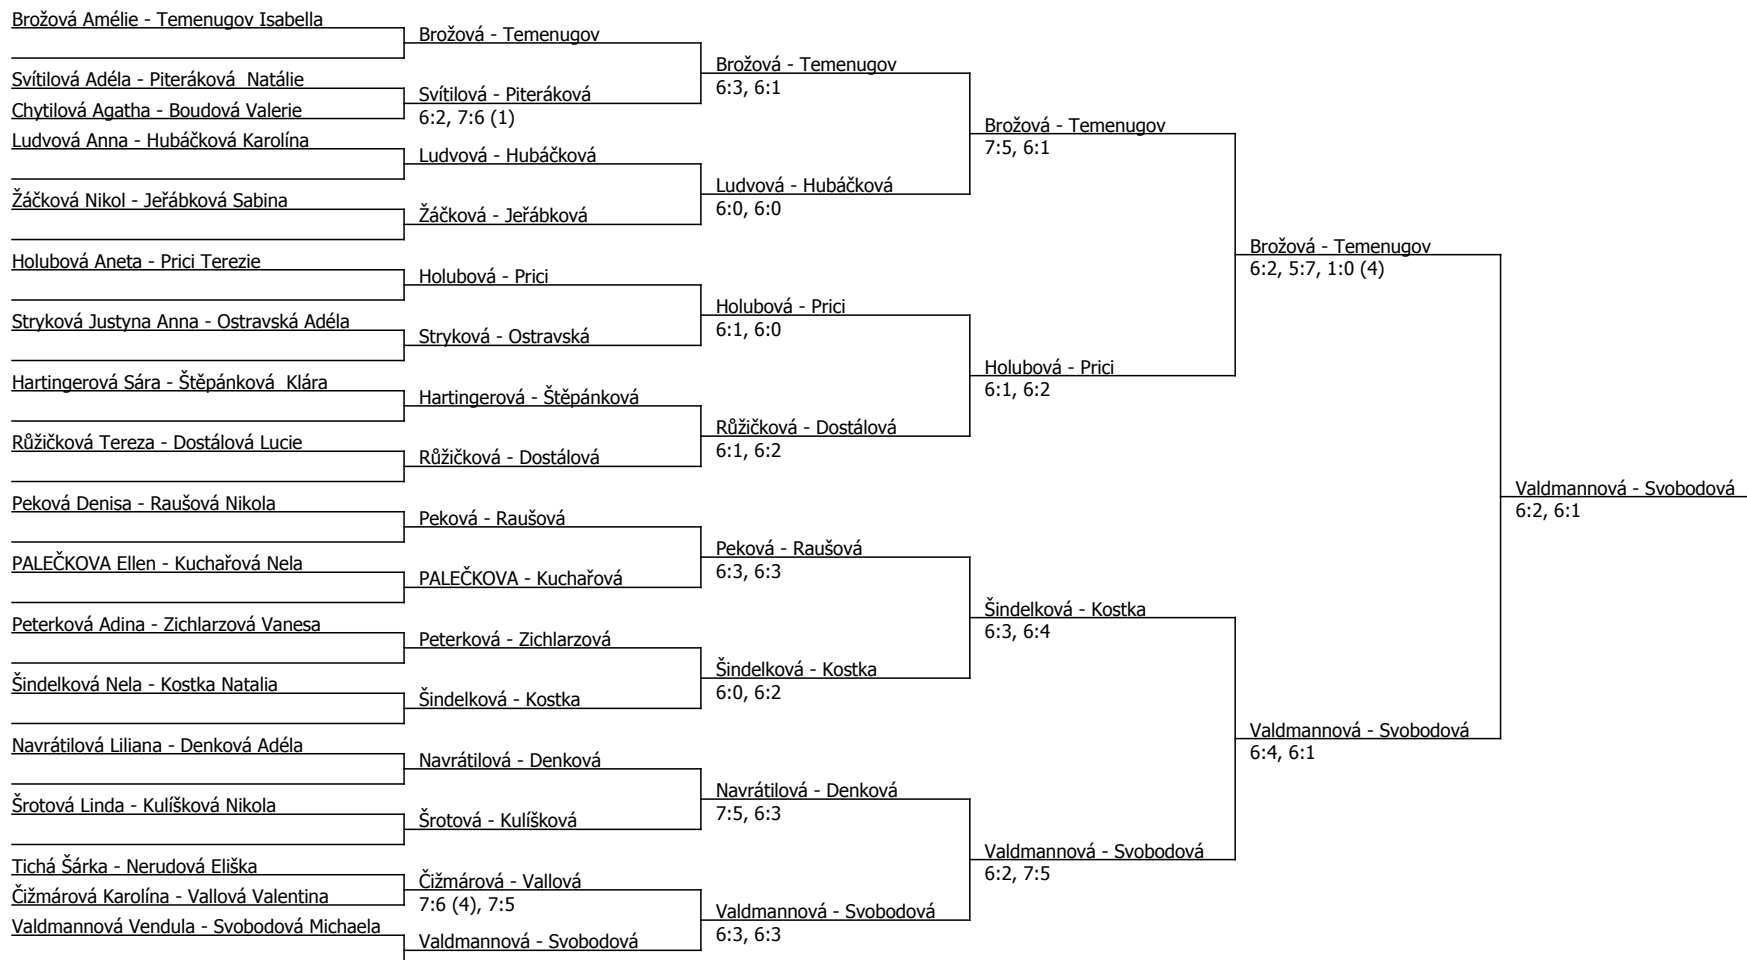 Brožová Amélie - Temenugov Isabella
Svítilová Adéla - Piteráková  Natálie
Chytilová Agatha - Boudová Valerie
Ludvová Anna - Hubáčková Karolína
Žáčková Nikol - Jeřábková Sabina
Holubová Aneta - Prici Terezie
Stryková Justyna Anna - Ostravská Adéla
Hartingerová Sára - Štěpánková  Klára
Růžičková Tereza - Dostálová Lucie
Peková Denisa - Raušová Nikola
PALEČKOVA Ellen - Kuchařová Nela
Peterková Adina - Zichlarzová Vanesa
Šindelková Nela - Kostka Natalia
Navrátilová Liliana - Denková Adéla
Šrotová Linda - Kulíšková Nikola
Tichá Šárka - Nerudová Eliška
Čižmárová Karolína - Vallová Valentina
Valdmannová Vendula - Svobodová Michaela
Brožová - Temenugov
Svítilová - Piteráková
6:2, 7:6 (1)
Ludvová - Hubáčková
Žáčková - Jeřábková
Holubová - Prici
Stryková - Ostravská
Hartingerová - Štěpánková
Růžičková - Dostálová
Peková - Raušová
PALEČKOVA - Kuchařová
Peterková - Zichlarzová
Šindelková - Kostka
Navrátilová - Denková
Šrotová - Kulíšková
Čižmárová - Vallová
7:6 (4), 7:5
Valdmannová - Svobodová
Brožová - Temenugov
6:3, 6:1
Ludvová - Hubáčková
6:0, 6:0
Holubová - Prici
6:1, 6:0
Růžičková - Dostálová
6:1, 6:2
Peková - Raušová
6:3, 6:3
Šindelková - Kostka
6:0, 6:2
Navrátilová - Denková
7:5, 6:3
Valdmannová - Svobodová
6:3, 6:3
Brožová - Temenugov
7:5, 6:1
Holubová - Prici
6:1, 6:2
Šindelková - Kostka
6:3, 6:4
Valdmannová - Svobodová
6:2, 7:5
Brožová - Temenugov
6:2, 5:7, 1:0 (4)
Valdmannová - Svobodová
6:4, 6:1
Valdmannová - Svobodová
6:2, 6:1